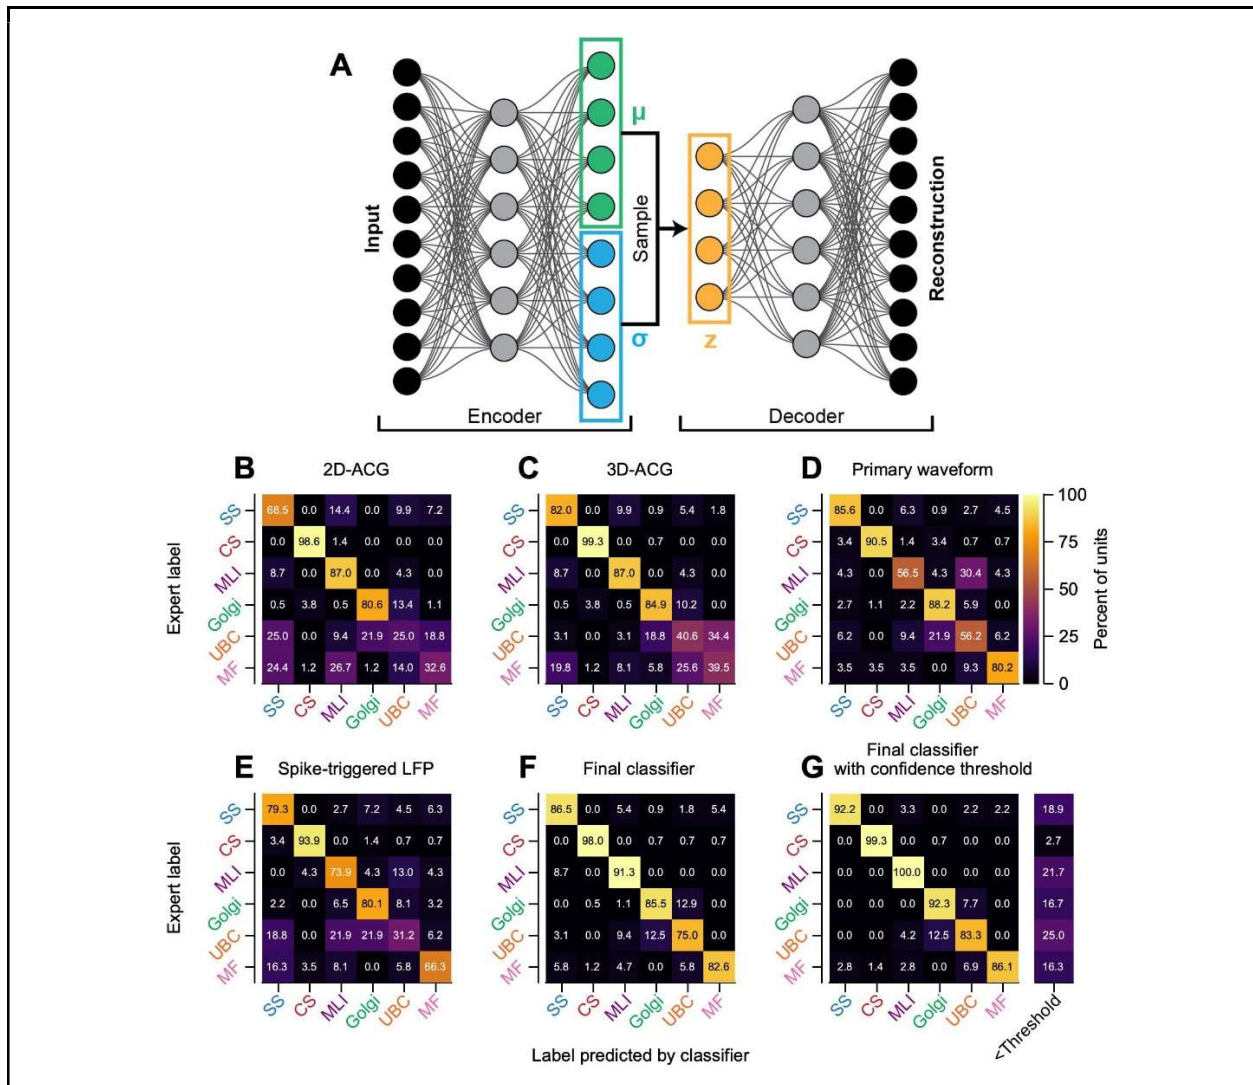 A
Input
μ
σ
Sample
z
Reconstruction
Encoder
Decoder
B 2D-ACG
Expert label
SS 68.5 0.0 14.4 0.0 9.9 7.2
CS 0.0 98.6 1.4 0.0 0.0 0.0
MLI 8.7 0.0 87.0 0.0 4.3 0.0
Golgi 0.5 3.8 0.5 80.6 13.4 1.1
UBC 25.0 0.0 9.4 21.9 25.0 18.8
MF 24.4 1.2 26.7 1.2 14.0 32.6
SS CS MLI Golgi UBC MF
C 3D-ACG
82.0 0.0 9.9 0.9 5.4 1.8
0.0 99.3 0.0 0.7 0.0 0.0
8.7 0.0 87.0 0.0 4.3 0.0
0.5 3.8 0.5 84.9 10.2 0.0
3.1 0.0 3.1 18.8 40.6 34.4
19.8 1.2 8.1 5.8 25.6 39.5
SS CS MLI Golgi UBC MF
D Primary waveform
85.6 0.0 6.3 0.9 2.7 4.5
3.4 90.5 1.4 3.4 0.7 0.7
4.3 0.0 56.5 4.3 30.4 4.3
2.7 1.1 2.2 88.2 5.9 0.0
6.2 0.0 9.4 21.9 56.2 6.2
3.5 3.5 3.5 0.0 9.3 80.2
SS CS MLI Golgi UBC MF
100
75
50
25
0
Percent of units
E Spike-triggered LFP
Expert label
SS 79.3 0.0 2.7 7.2 4.5 6.3
CS 3.4 93.9 0.0 1.4 0.7 0.7
MLI 0.0 4.3 73.9 4.3 13.0 4.3
Golgi 2.2 0.0 6.5 80.1 8.1 3.2
UBC 18.8 0.0 21.9 21.9 31.2 6.2
MF 16.3 3.5 8.1 0.0 5.8 66.3
SS CS MLI Golgi UBC MF
F Final classifier
86.5 0.0 5.4 0.9 1.8 5.4
0.0 98.0 0.0 0.7 0.7 0.7
8.7 0.0 91.3 0.0 0.0 0.0
0.0 0.5 1.1 85.5 12.9 0.0
3.1 0.0 9.4 12.5 75.0 0.0
5.8 1.2 4.7 0.0 5.8 82.6
SS CS MLI Golgi UBC MF
G Final classifier
with confidence threshold
SS 92.2 0.0 3.3 0.0 2.2 2.2 18.9
CS 0.0 99.3 0.0 0.7 0.0 0.0 2.7
MLI 0.0 0.0 100.0 0.0 0.0 0.0 21.7
Golgi 0.0 0.0 0.0 92.3 7.7 0.0 16.7
UBC 0.0 0.0 4.2 12.5 83.3 0.0 25.0
MF 2.8 1.4 2.8 0.0 6.9 86.1 16.3
SS CS MLI Golgi UBC MF <Threshold
Label predicted by classifier